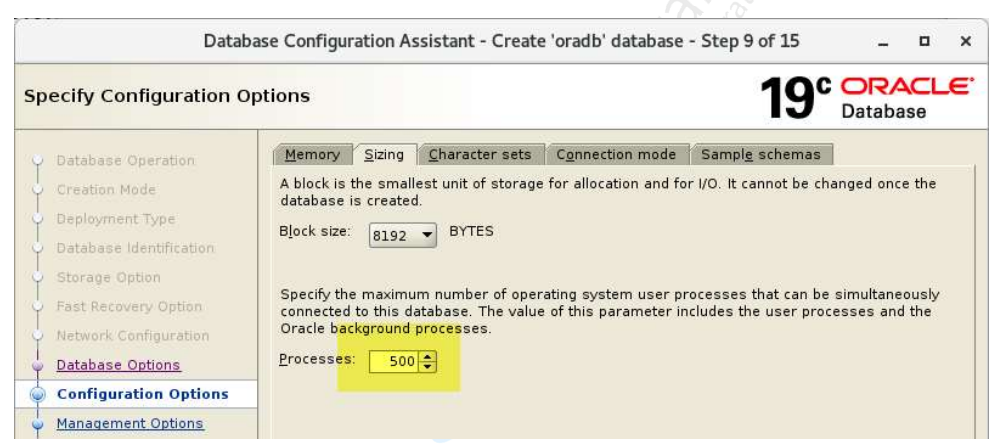 Database Configuration Assistant - Create 'oradb' database - Step 9 of 15
Specify Configuration Options
19c ORACLE
Database
Database Operation
Creation Mode
Deployment Type
Database Identification
Storage Option
Fast Recovery Option
Network Configuration
Database Options
Configuration Options
Management Options
Memory Sizing Character sets Connection mode Sample schemas
A block is the smallest unit of storage for allocation and for I/O. It cannot be changed once the
database is created.
Block size: 8192 BYTES
Specify the maximum number of operating system user processes that can be simultaneously
connected to this database. The value of this parameter includes the user processes and the
Oracle background processes.
Processes: 500